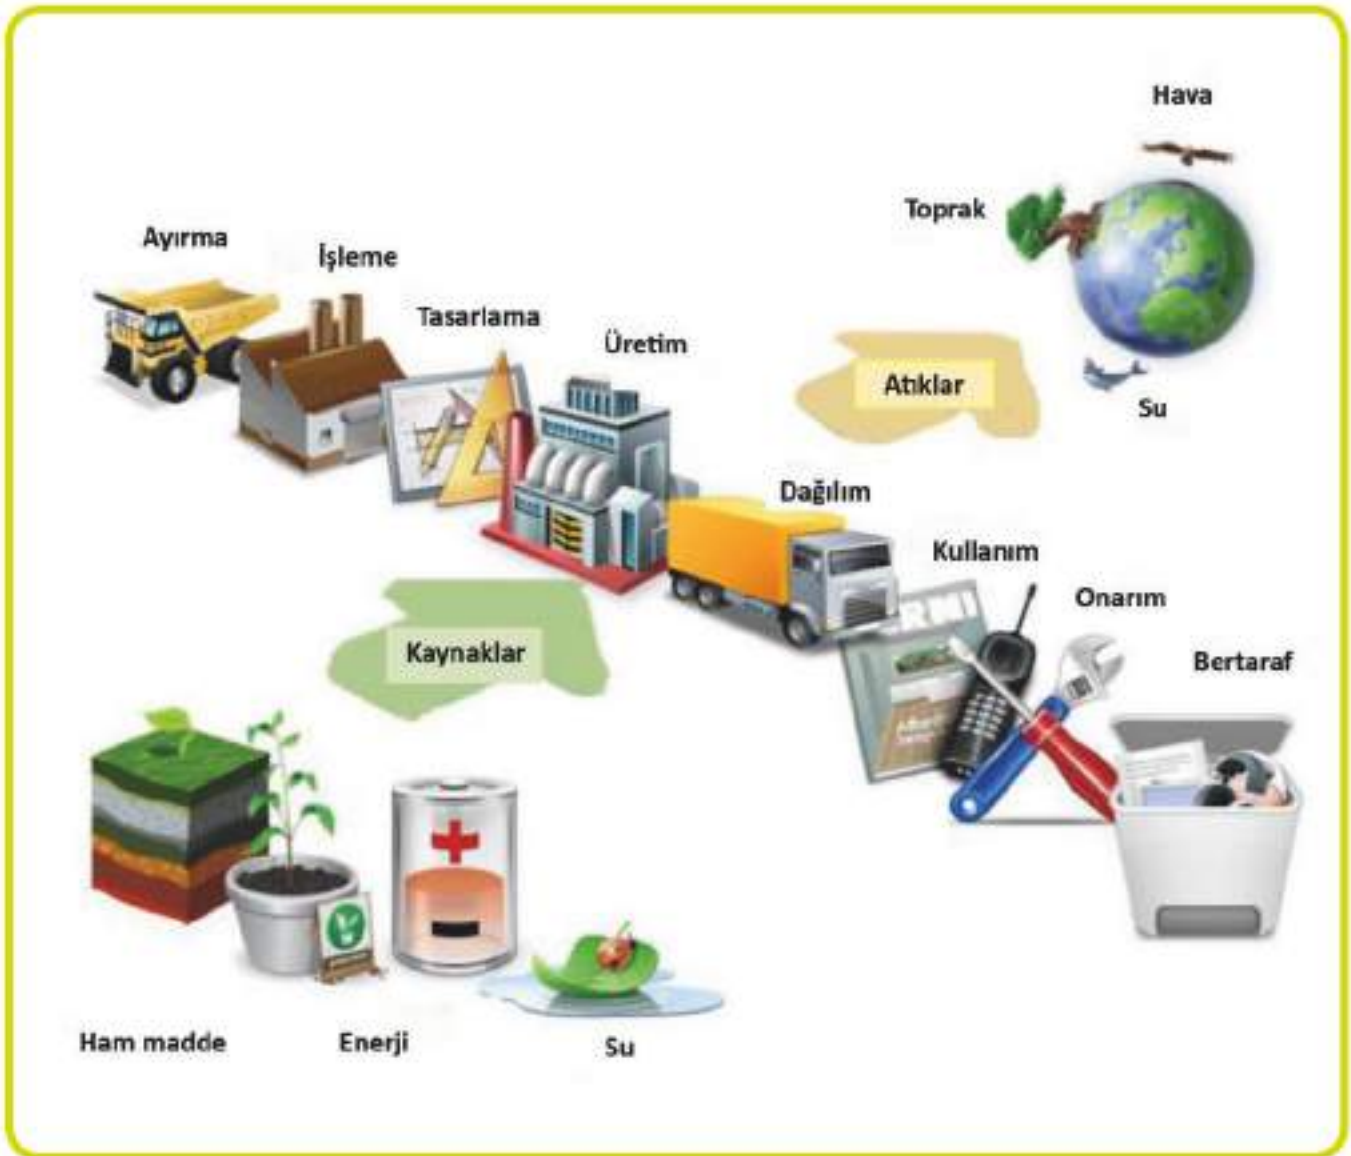 Hava
Toprak
Ayırma
İşleme
Tasarlama
Üretim
Atıklar
Su
Dağılım
Kullanım
Onarım
Kaynaklar
Bertaraf
Ham madde
Enerji
Su